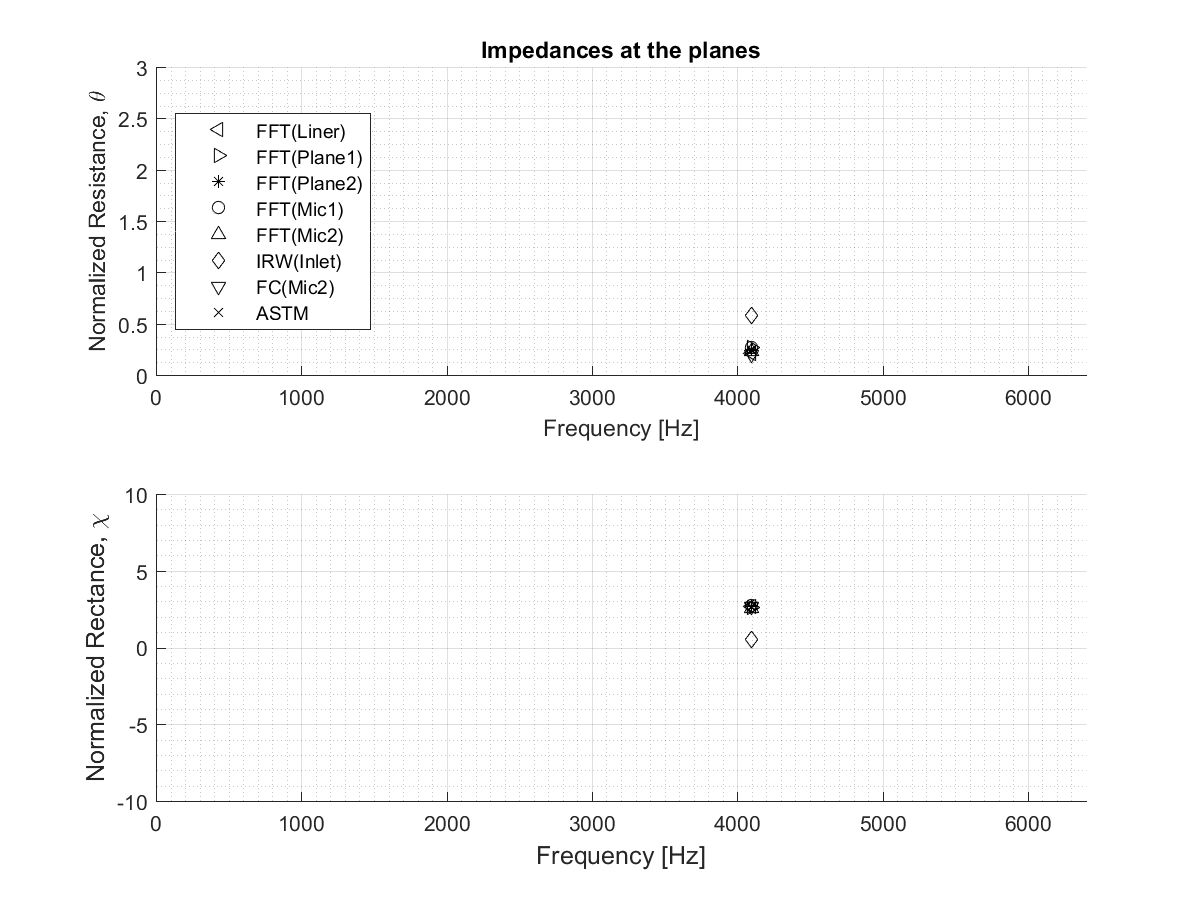 Impedances at the planes
Normalized Resistance, θ
3
2.5
2
1.5
1
0.5
0
FFT(Liner)
FFT(Plane1)
FFT(Plane2)
FFT(Mic1)
FFT(Mic2)
IRW(Inlet)
FC(Mic2)
ASTM
0 1000 2000 3000 4000 5000 6000
Frequency [Hz]
Normalized Rectance, χ
10
5
0
-5
-10
0 1000 2000 3000 4000 5000 6000
Frequency [Hz]